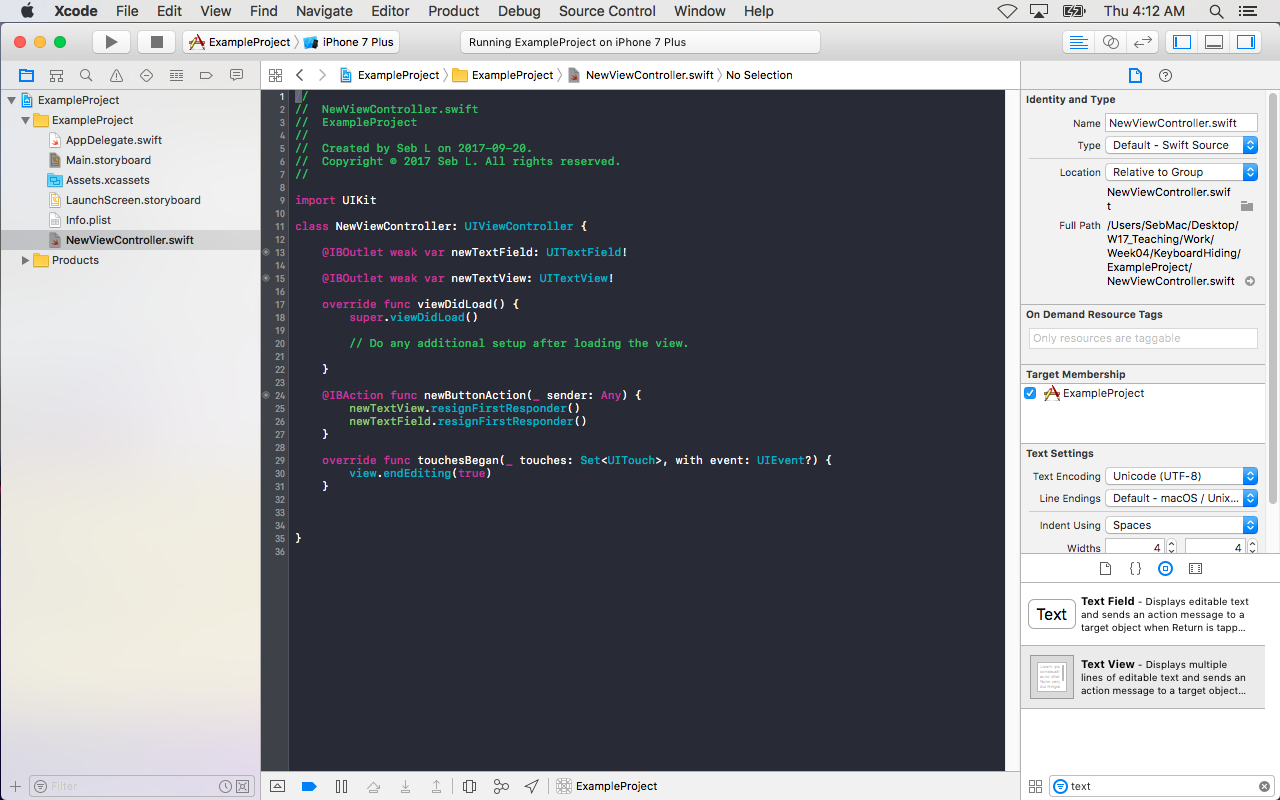 Xcode File Edit View Find Navigate Editor Product Debug Source Control Window Help Thu 4:12 AM
ExampleProject iPhone 7 Plus Running ExampleProject on iPhone 7 Plus
ExampleProject ExampleProject NewViewController.swift No Selection
ExampleProject
ExampleProject
AppDelegate.swift
Main.storyboard
Assets.xcassets
LaunchScreen.storyboard
Info.plist
NewViewController.swift
Products
Filter
1 //
2 //  NewViewController.swift
3 //  ExampleProject
4 //
5 //  Created by Seb L on 2017-09-20.
6 //  Copyright © 2017 Seb L. All rights reserved.
7 //
8
9 import UIKit
10
11 class NewViewController: UIViewController {
12
13     @IBOutlet weak var newTextField: UITextField!
14
15     @IBOutlet weak var newTextView: UITextView!
16
17     override func viewDidLoad() {
18         super.viewDidLoad()
19
20         // Do any additional setup after loading the view.
21
22     }
23
24     @IBAction func newButtonAction(_ sender: Any) {
25         newTextView.resignFirstResponder()
26         newTextField.resignFirstResponder()
27     }
28
29     override func touchesBegan(_ touches: Set<UITouch>, with event: UIEvent?) {
30         view.endEditing(true)
31     }
32
33
34
35 }
36
ExampleProject
Identity and Type
Name NewViewController.swift
Type Default - Swift Source
Location Relative to Group
NewViewController.swif
t
Full Path /Users/SebMac/Desktop/
W17_Teaching/Work/
Week04/KeyboardHiding/
ExampleProject/
NewViewController.swift
On Demand Resource Tags
Only resources are taggable
Target Membership
ExampleProject
Text Settings
Text Encoding Unicode (UTF-8)
Line Endings Default - macOS / Unix...
Indent Using Spaces
Widths 4 4
{ }
Text
Text Field - Displays editable text
and sends an action message to a
target object when Return is tapp...
Text View - Displays multiple
lines of editable text and sends an
action message to a target object...
text